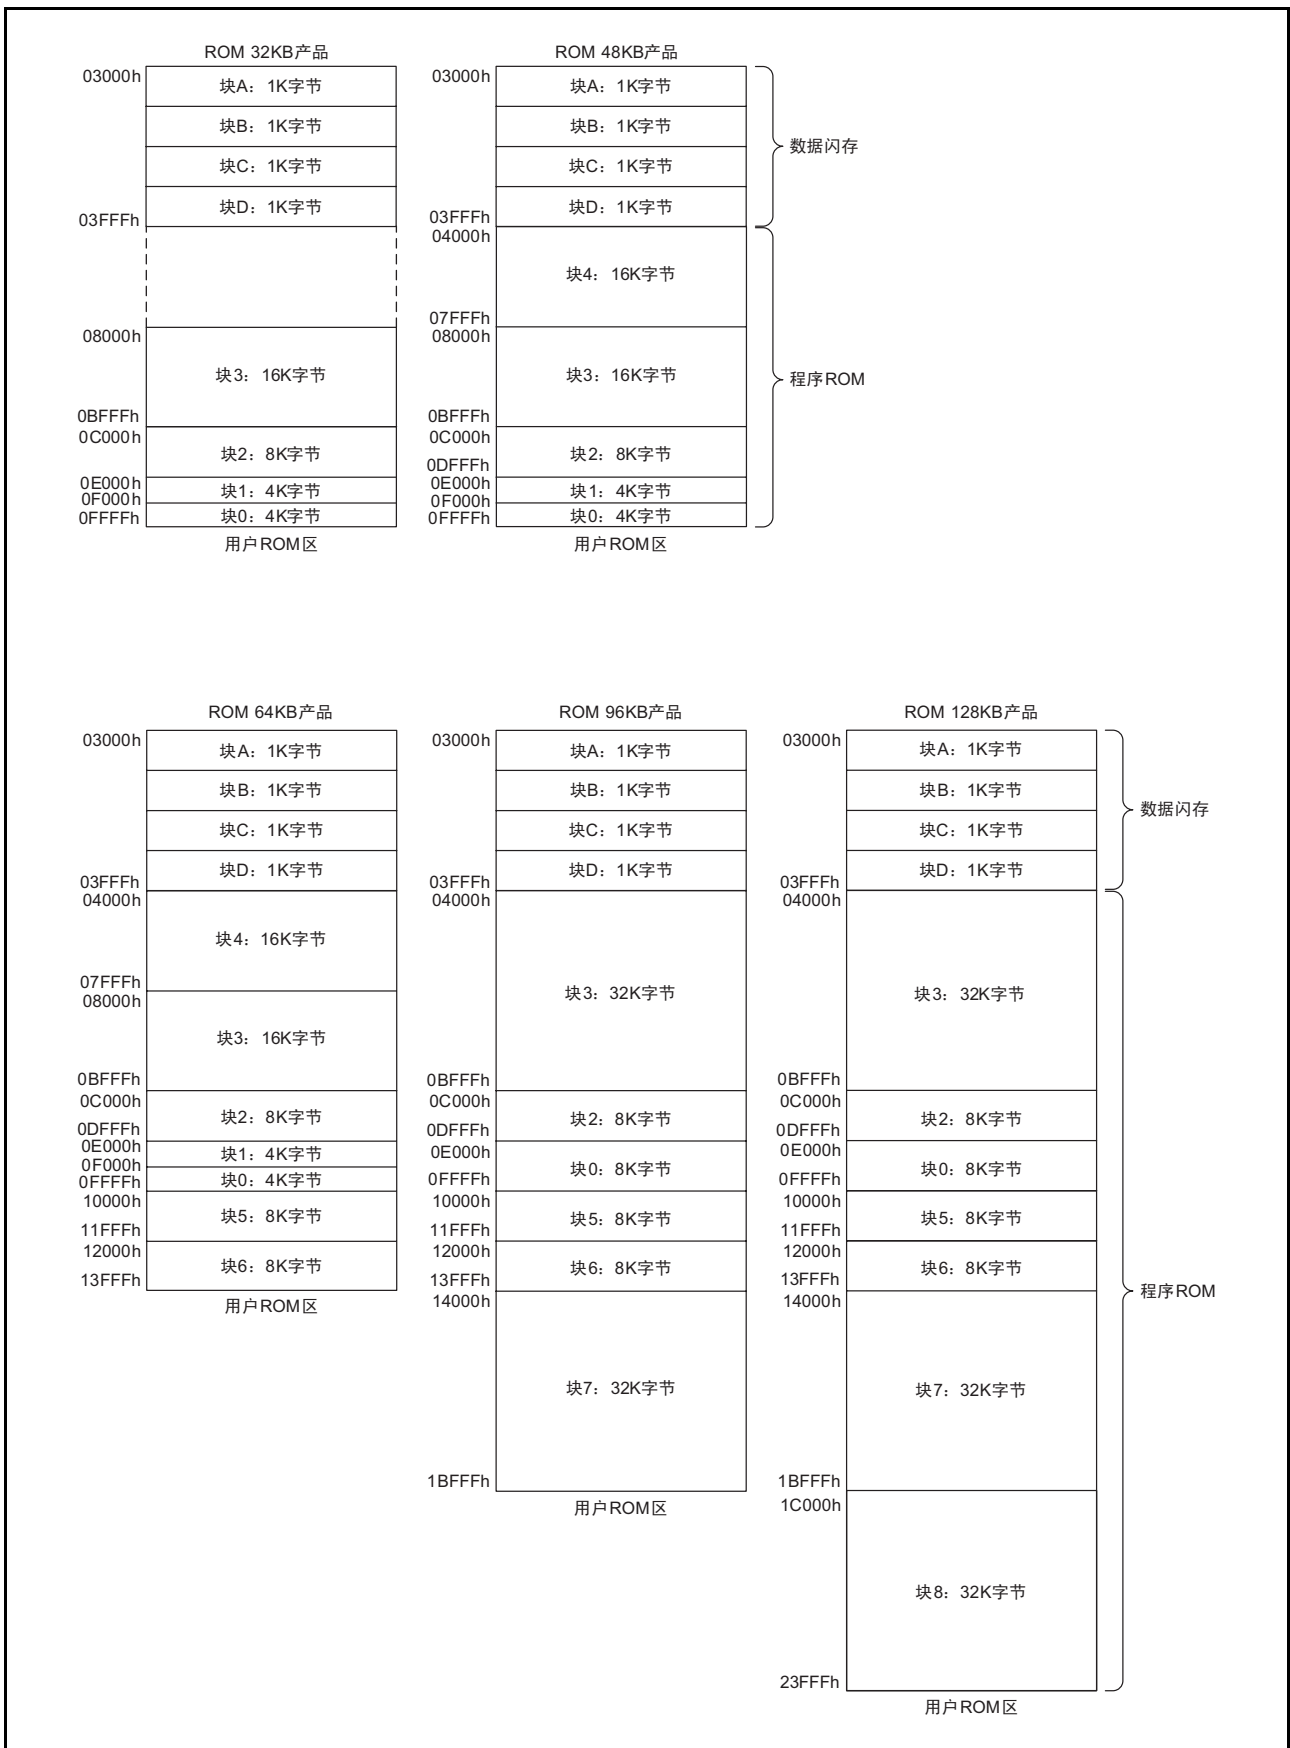 ROM 32KB产品
03000h
块A：1K字节
块B：1K字节
块C：1K字节
块D：1K字节
03FFFh
08000h
块3：16K字节
0BFFFh
0C000h
块2：8K字节
0E000h
块1：4K字节
0F000h
块0：4K字节
0FFFFh
用户ROM区
ROM 48KB产品
03000h
块A：1K字节
块B：1K字节
块C：1K字节
块D：1K字节
03FFFh
04000h
块4：16K字节
07FFFh
08000h
块3：16K字节
0BFFFh
0C000h
块2：8K字节
0DFFFh
0E000h
块1：4K字节
0F000h
块0：4K字节
0FFFFh
用户ROM区
数据闪存
程序ROM
ROM 64KB产品
03000h
块A：1K字节
块B：1K字节
块C：1K字节
块D：1K字节
03FFFh
04000h
块4：16K字节
07FFFh
08000h
块3：16K字节
0BFFFh
0C000h
块2：8K字节
0DFFFh
0E000h
块1：4K字节
0F000h
块0：4K字节
0FFFFh
10000h
块5：8K字节
11FFFh
12000h
块6：8K字节
13FFFh
用户ROM区
ROM 96KB产品
03000h
块A：1K字节
块B：1K字节
块C：1K字节
块D：1K字节
03FFFh
04000h
块3：32K字节
0BFFFh
0C000h
块2：8K字节
0DFFFh
0E000h
块0：8K字节
0FFFFh
10000h
块5：8K字节
11FFFh
12000h
块6：8K字节
13FFFh
14000h
块7：32K字节
1BFFFh
用户ROM区
ROM 128KB产品
03000h
块A：1K字节
块B：1K字节
块C：1K字节
块D：1K字节
03FFFh
04000h
块3：32K字节
0BFFFh
0C000h
块2：8K字节
0DFFFh
0E000h
块0：8K字节
0FFFFh
10000h
块5：8K字节
11FFFh
12000h
块6：8K字节
13FFFh
14000h
块7：32K字节
1BFFFh
1C000h
块8：32K字节
23FFFh
用户ROM区
数据闪存
程序ROM